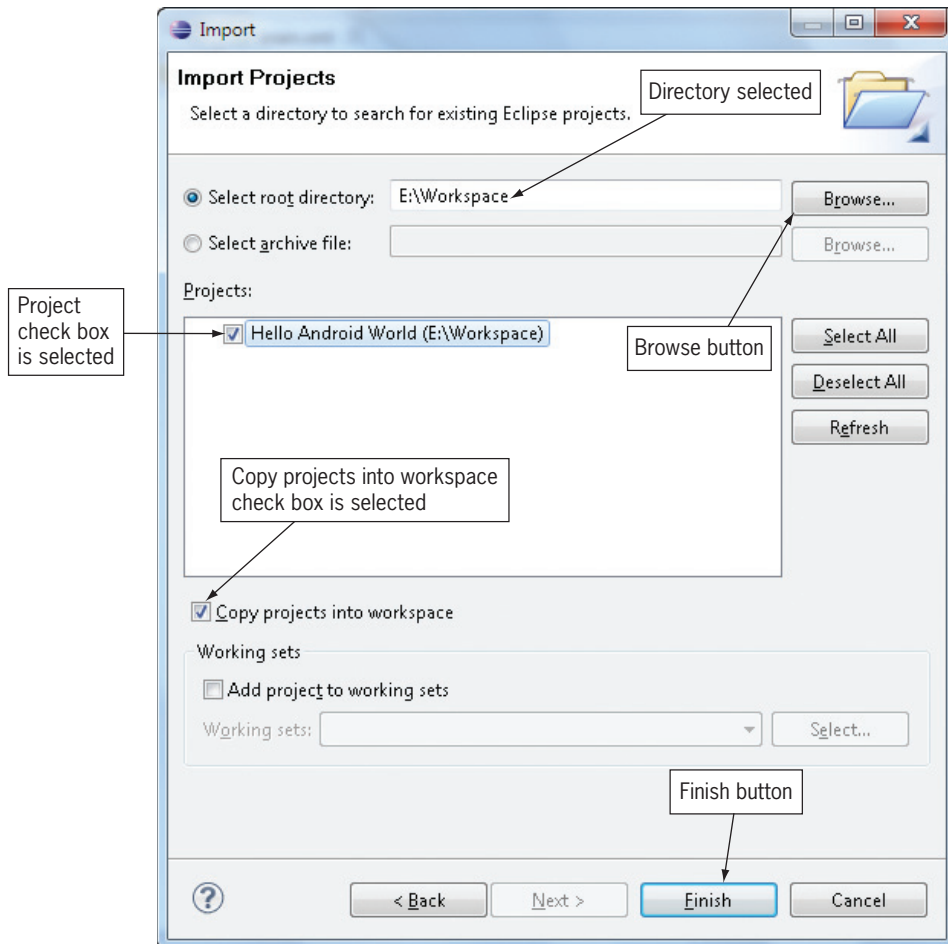 Import
Import Projects
Select a directory to search for existing Eclipse projects.
Directory selected
Select root directory:
E:\Workspace
Browse...
Select archive file:
Browse...
Projects:
Project
check box
is selected
Hello Android World (E:\Workspace)
Browse button
Select All
Deselect All
Refresh
Copy projects into workspace
check box is selected
Copy projects into workspace
Working sets
Add project to working sets
Working sets:
Select...
Finish button
?
< Back
Next >
Finish
Cancel